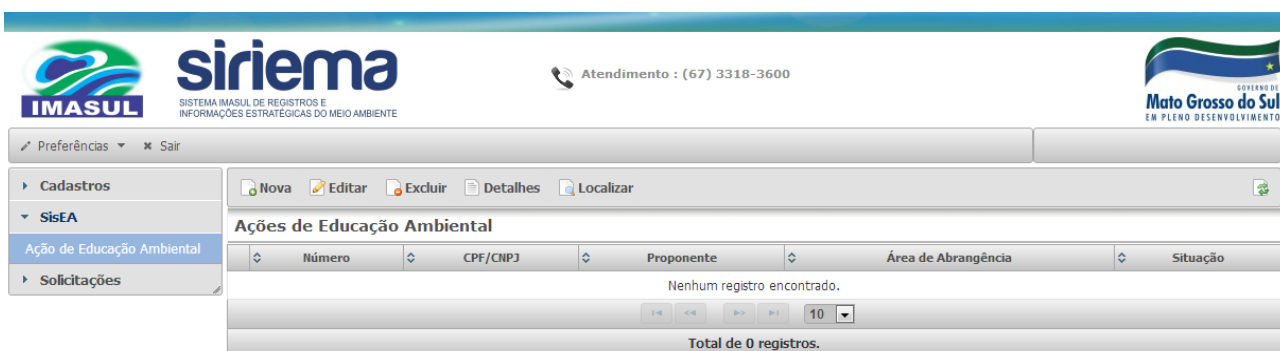 IMASUL
siriema
SISTEMA IMASUL DE REGISTROS E
INFORMAÇÕES ESTRATÉGICAS DO MEIO AMBIENTE
Atendimento : (67) 3318-3600
GOVERNO DE
Mato Grosso do Sul
EM PLENO DESENVOLVIMENTO
Preferências Sair
Cadastros
SisEA
Ação de Educação Ambiental
Solicitações
Nova Editar Excluir Detalhes Localizar
Ações de Educação Ambiental
Número CPF/CNPJ Proponente Área de Abrangência Situação
Nenhum registro encontrado.
10
Total de 0 registros.